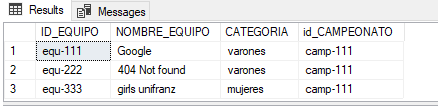 Results Messages
ID_EQUIPO NOMBRE_EQUIPO CATEGORIA id_CAMPEONATO
1 equ-111 Google varones camp-111
2 equ-222 404 Not found varones camp-111
3 equ-333 girls unifranz mujeres camp-111